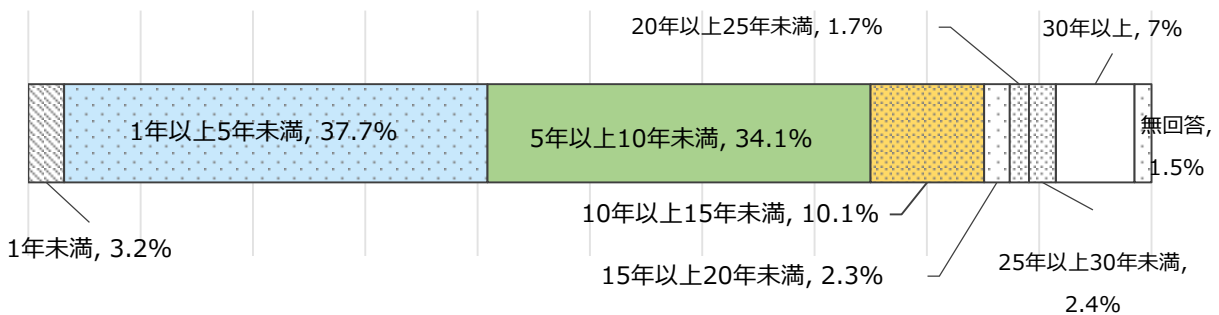 20年以上25年未満, 1.7%
30年以上, 7%
1年以上5年未満, 37.7%
5年以上10年未満, 34.1%
無回答,
1.5%
10年以上15年未満, 10.1%
1年未満, 3.2%
15年以上20年未満, 2.3%
25年以上30年未満,
2.4%